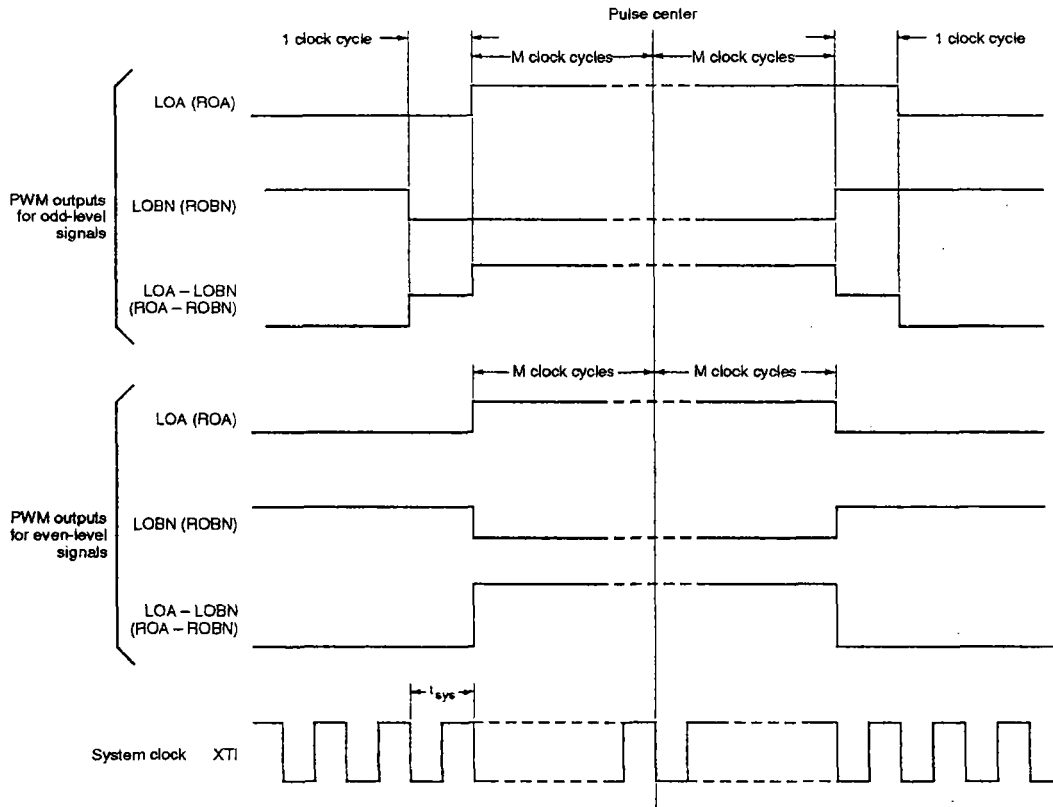 Pulse center
1 clock cycle
M clock cycles
M clock cycles
1 clock cycle
LOA (ROA)
PWM outputs
for odd-level
signals
LOBN (ROBN)
LOA – LOBN
(ROA – ROBN)
M clock cycles
M clock cycles
LOA (ROA)
PWM outputs
for even-level
signals
LOBN (ROBN)
LOA – LOBN
(ROA – ROBN)
tsys
System clock XTI